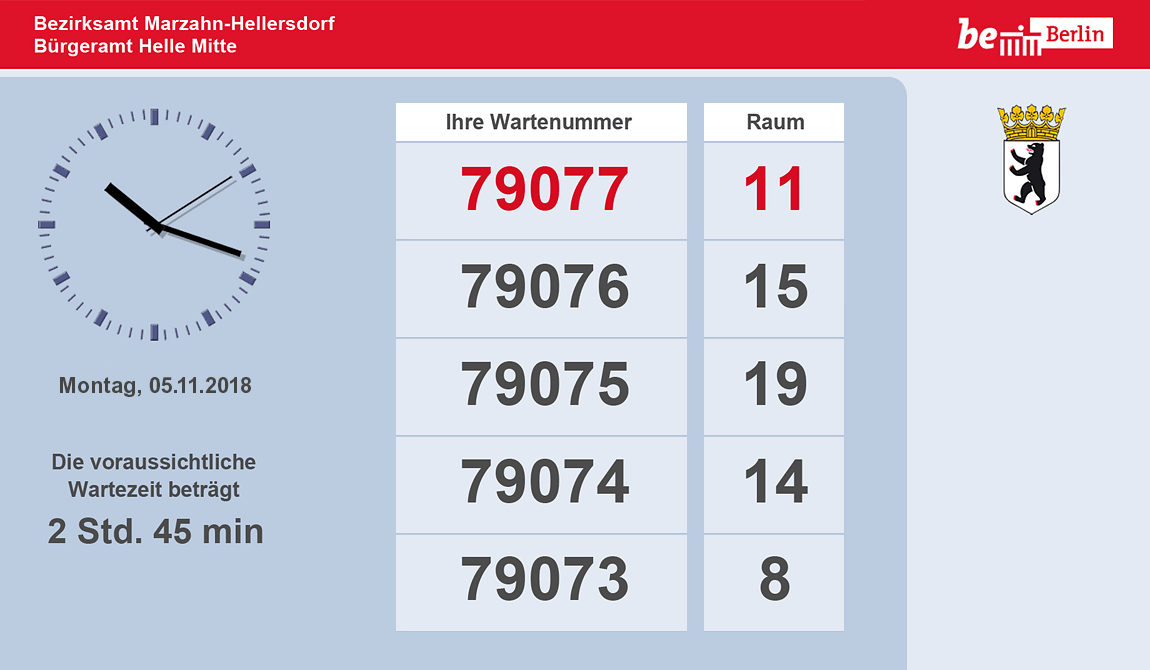 Bezirksamt Marzahn-Hellersdorf
Bürgeramt Helle Mitte
be Berlin
Ihre Wartenummer Raum
79077 11
79076 15
79075 19
79074 14
79073 8
Montag, 05.11.2018
Die voraussichtliche
Wartezeit beträgt
2 Std. 45 min